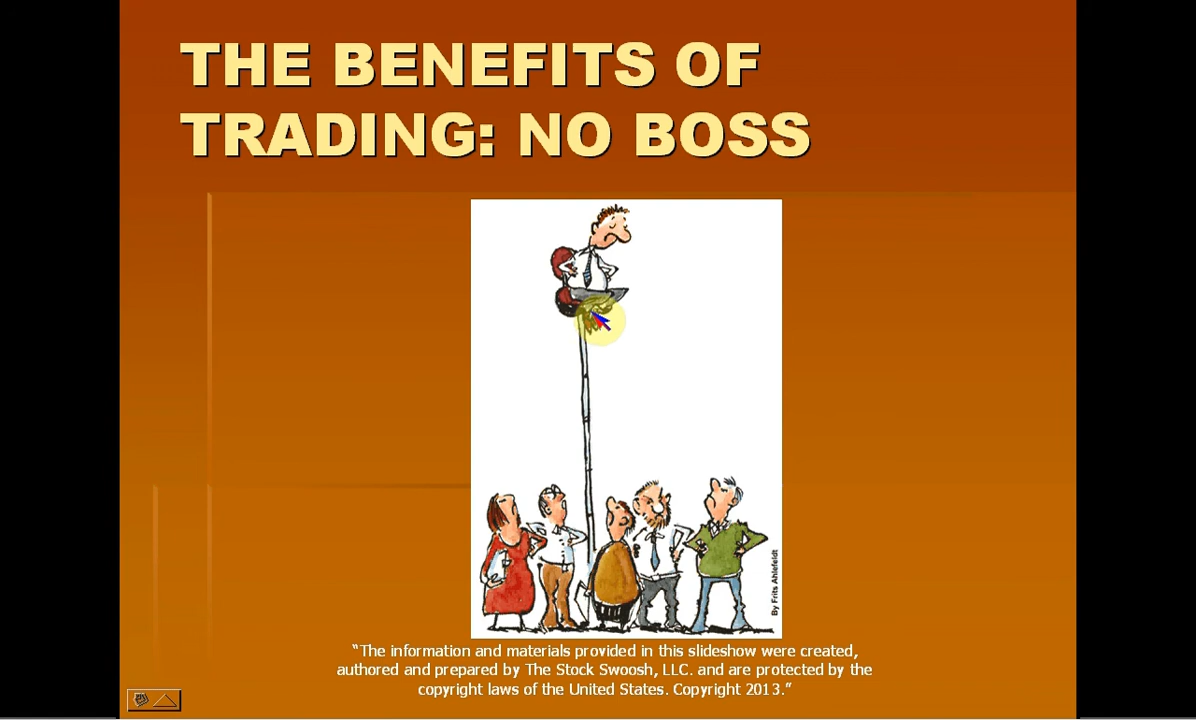 THE BENEFITS OF
TRADING: NO BOSS
By Frits Ahlefeldt
“The information and materials provided in this slideshow were created,
authored and prepared by The Stock Swoosh, LLC. and are protected by the
copyright laws of the United States. Copyright 2013.”